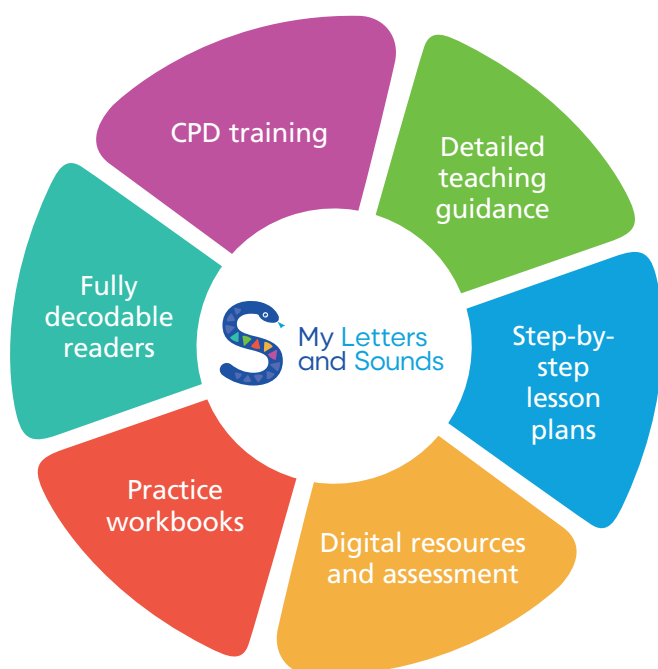 CPD training
Detailed
teaching
guidance
Step-by-
step
lesson
plans
Digital resources
and assessment
Practice
workbooks
Fully
decodable
readers
My Letters
and Sounds